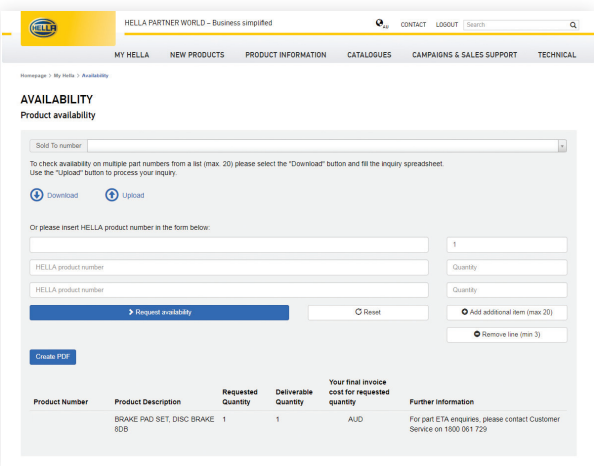 HELLA
HELLA PARTNER WORLD – Business simplified
AU CONTACT LOGOUT Search
MY HELLA NEW PRODUCTS PRODUCT INFORMATION CATALOGUES CAMPAIGNS & SALES SUPPORT TECHNICAL
Homepage > My Hella > Availability
AVAILABILITY
Product availability
Sold To number
To check availability on multiple part numbers from a list (max. 20) please select the "Download" button and fill the inquiry spreadsheet.
Use the "Upload" button to process your inquiry.
Download Upload
Or please insert HELLA product number in the form below:
1
HELLA product number Quantity
HELLA product number Quantity
Request availability Reset Add additional item (max 20)
Remove line (min 3)
Create PDF
Your final invoice
Requested Deliverable cost for requested
Product Number Product Description Quantity Quantity quantity Further information
BRAKE PAD SET, DISC BRAKE 1 1 AUD For part ETA enquiries, please contact Customer
8DB Service on 1800 061 729